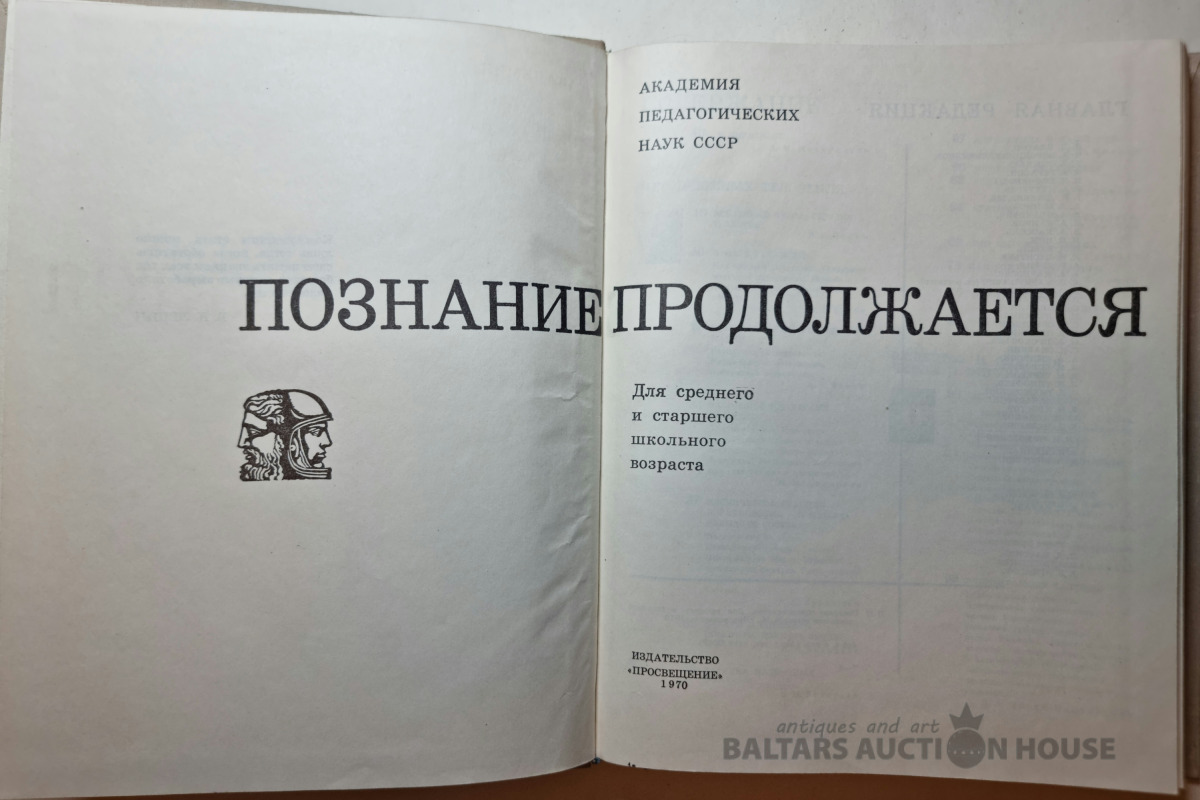 АКАДЕМИЯ
ПЕДАГОГИЧЕСКИХ
НАУК СССР
ПОЗНАНИЕ ПРОДОЛЖАЕТСЯ
Для среднего
и старшего
школьного
возраста
ИЗДАТЕЛЬСТВО
«ПРОСВЕЩЕНИЕ»
1970
antiques and art
BALTARS AUCTION HOUSE